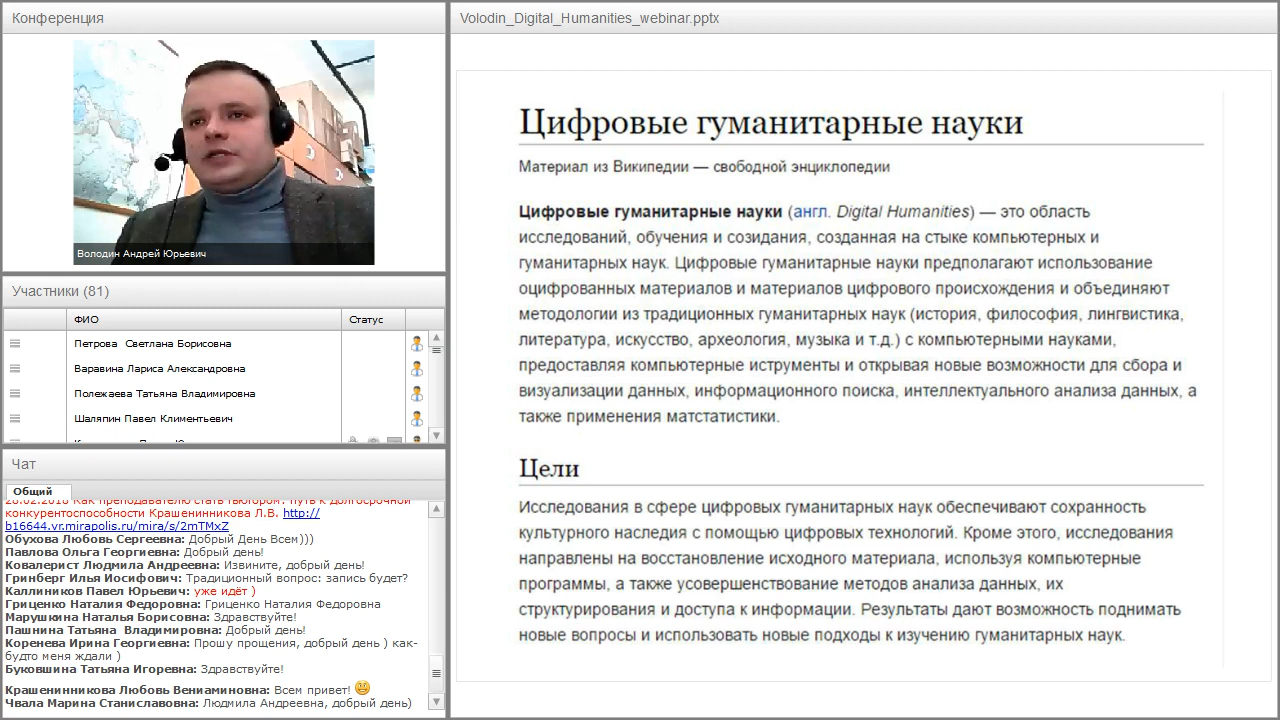 Конференция
Володин Андрей Юрьевич
Участники (81)
ФИО
Статус
Петрова Светлана Борисовна
Варавина Лариса Александровна
Полежаева Татьяна Владимировна
Шаляпин Павел Климентьевич
Чат
Общий
28.02.2018 Как преподавателю стать тьютором: путь к долгосрочной
конкурентоспособности Крашенинникова Л.В. http://
b16644.vr.mirapolis.ru/mira/s/2mTMxZ
Обухова Любовь Сергеевна: Добрый День Всем)))
Павлова Ольга Георгиевна: Добрый день!
Ковалерист Людмила Андреевна: Извините, добрый день!
Гринберг Илья Иосифович: Традиционный вопрос: запись будет?
Каллиников Павел Юрьевич: уже идёт )
Гриценко Наталия Федоровна: Гриценко Наталия Федоровна
Марушкина Наталья Борисовна: Здравствуйте!
Пашнина Татьяна Владимировна: Добрый день!
Коренева Ирина Георгиевна: Прошу прощения, добрый день ) как-
будто меня ждали )
Буковшина Татьяна Игоревна: Здравствуйте!
Крашенинникова Любовь Вениаминовна: Всем привет!
Чвала Марина Станиславовна: Людмила Андреевна, добрый день)
Volodin_Digital_Humanities_webinar.pptx
Цифровые гуманитарные науки
Материал из Википедии — свободной энциклопедии
Цифровые гуманитарные науки (англ. Digital Humanities) — это область
исследований, обучения и созидания, созданная на стыке компьютерных и
гуманитарных наук. Цифровые гуманитарные науки предполагают использование
оцифрованных материалов и материалов цифрового происхождения и объединяют
методологии из традиционных гуманитарных наук (история, философия, лингвистика,
литература, искусство, археология, музыка и т.д.) с компьютерными науками,
предоставляя компьютерные иструменты и открывая новые возможности для сбора и
визуализации данных, информационного поиска, интеллектуального анализа данных, а
также применения матстатистики.
Цели
Исследования в сфере цифровых гуманитарных наук обеспечивают сохранность
культурного наследия с помощью цифровых технологий. Кроме этого, исследования
направлены на восстановление исходного материала, используя компьютерные
программы, а также усовершенствование методов анализа данных, их
структурирования и доступа к информации. Результаты дают возможность поднимать
новые вопросы и использовать новые подходы к изучению гуманитарных наук.